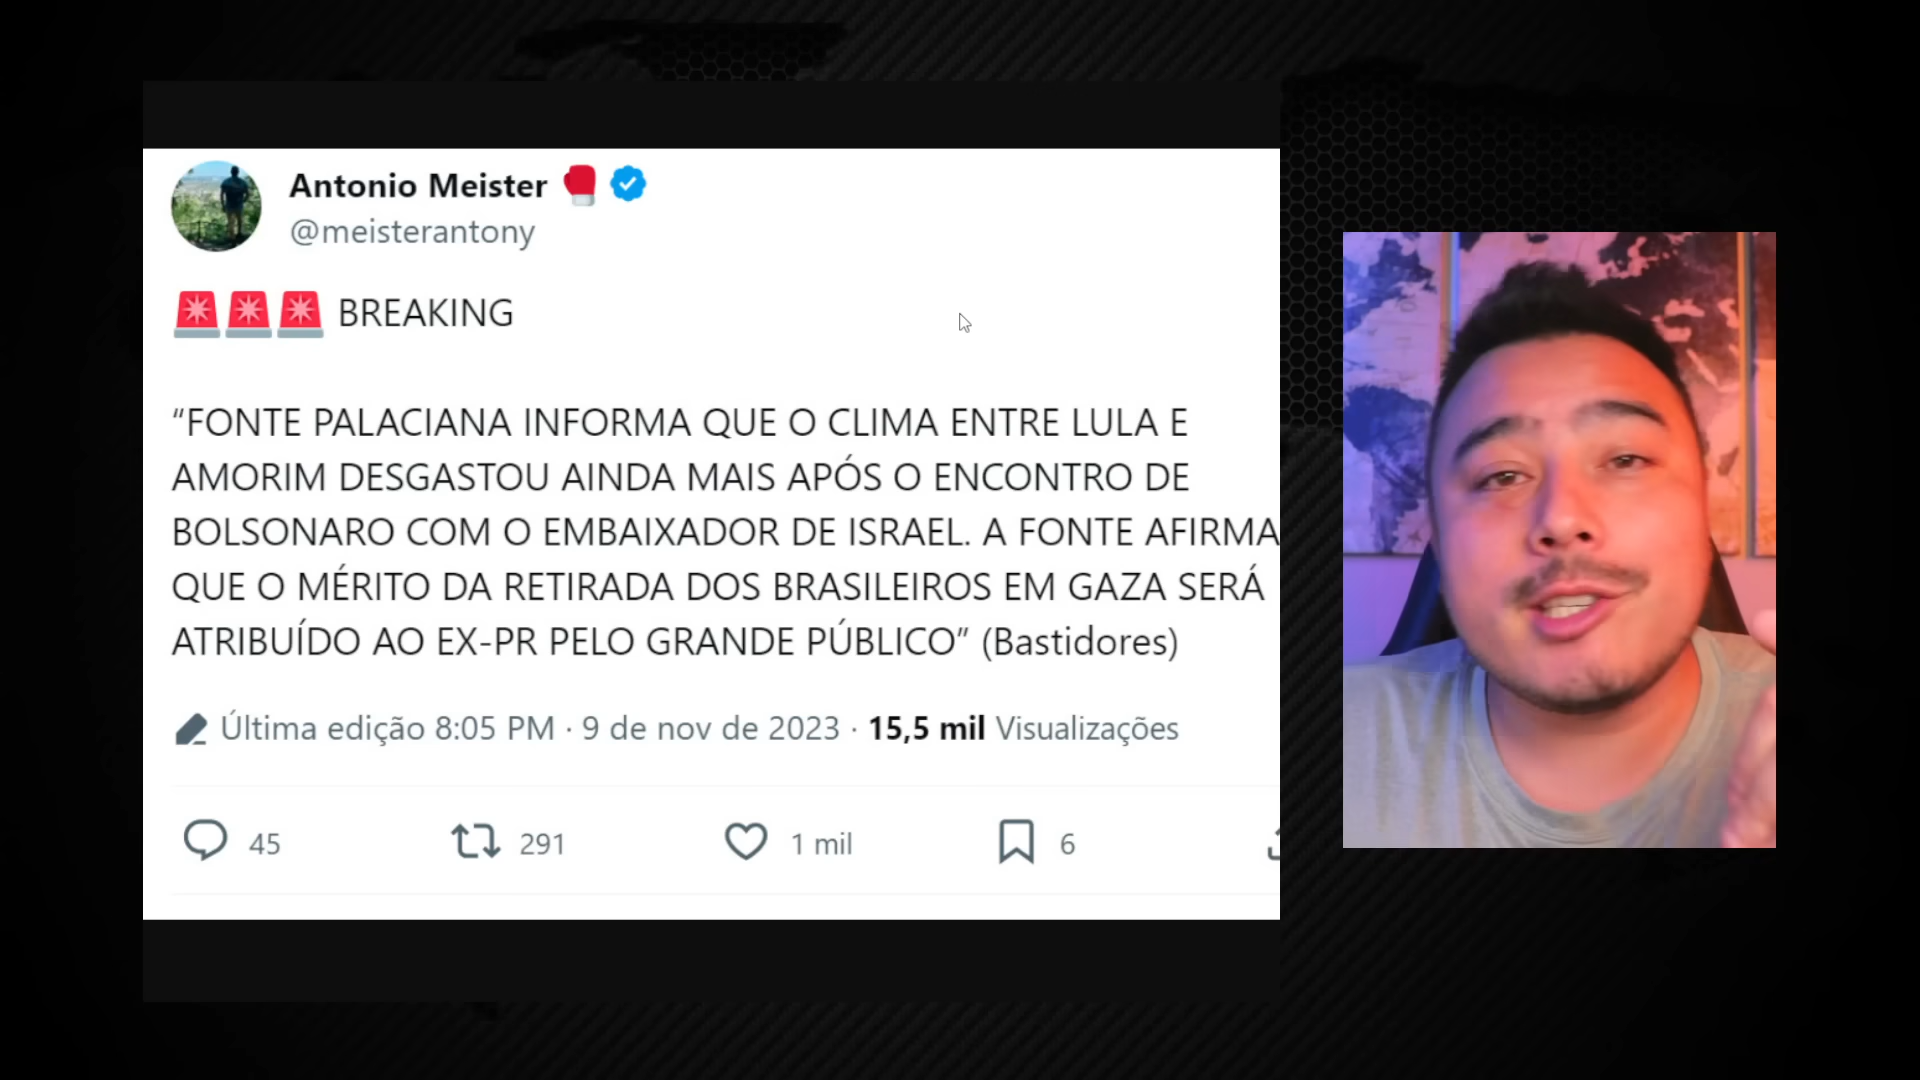 Antonio Meister
@meisterantony
BREAKING
“FONTE PALACIANA INFORMA QUE O CLIMA ENTRE LULA E
AMORIM DESGASTOU AINDA MAIS APÓS O ENCONTRO DE
BOLSONARO COM O EMBAIXADOR DE ISRAEL. A FONTE AFIRMA
QUE O MÉRITO DA RETIRADA DOS BRASILEIROS EM GAZA SERÁ
ATRIBUÍDO AO EX-PR PELO GRANDE PÚBLICO” (Bastidores)
Última edição 8:05 PM · 9 de nov de 2023 · 15,5 mil Visualizações
45 291 1 mil 6